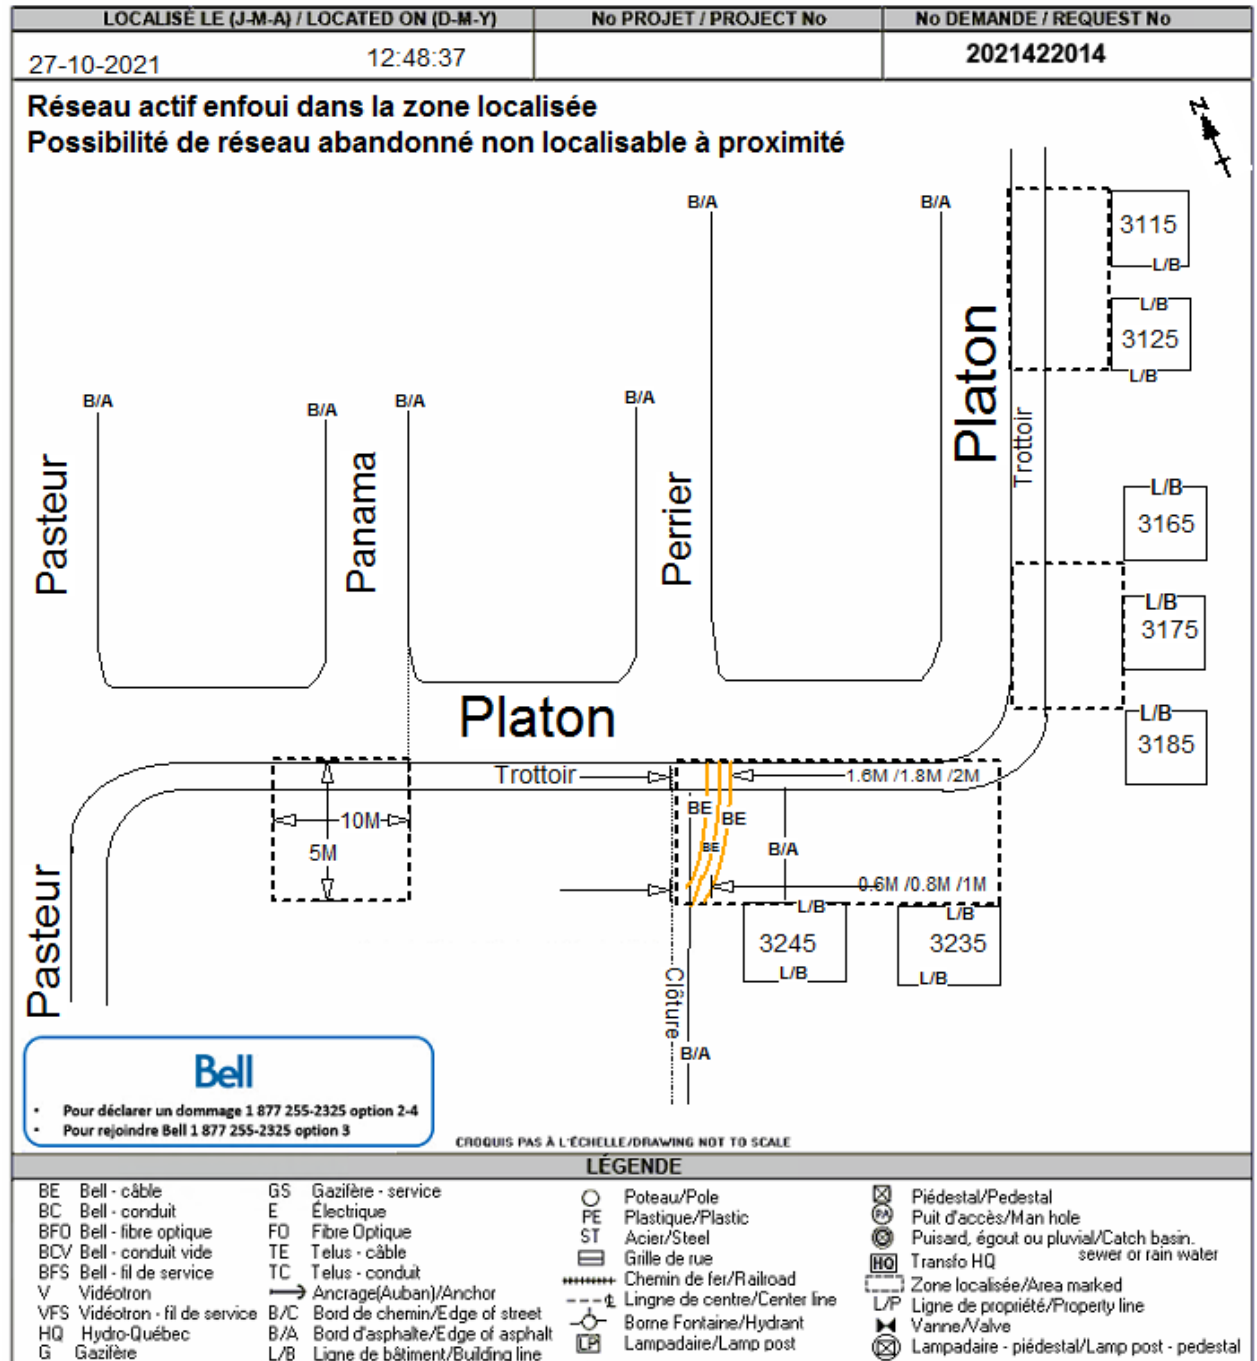 LOCALISÉ LE (J-M-A) / LOCATED ON (D-M-Y) No PROJET / PROJECT No No DEMANDE / REQUEST No
27-10-2021 12:48:37 2021422014
Réseau actif enfoui dans la zone localisée
Possibilité de réseau abandonné non localisable à proximité
N
B/A B/A
3115
L/B
L/B
3125
L/B
Platon
Trottoir
B/A B/A B/A B/A
Pasteur
Panama
Perrier
L/B
3165
L/B
3175
L/B
3185
Platon
Trottoir 1.6M /1.8M /2M
BE BE
BE
B/A
10M
5M
0.6M /0.8M /1M
L/B L/B
3245 3235
L/B L/B
Pasteur
Clôture
B/A
Bell
• Pour déclarer un dommage 1 877 255-2325 option 2-4
• Pour rejoindre Bell 1 877 255-2325 option 3
CROQUIS PAS À L'ÉCHELLE/DRAWING NOT TO SCALE
LÉGENDE
BE Bell - câble
BC Bell - conduit
BFO Bell - fibre optique
BCV Bell - conduit vide
BFS Bell - fil de service
V Vidéotron
VFS Vidéotron - fil de service
HQ Hydro-Québec
G Gazifère
GS Gazifère - service
E Électrique
FO Fibre Optique
TE Telus - câble
TC Telus - conduit
Ancrage(Auban)/Anchor
B/C Bord de chemin/Edge of street
B/A Bord d'asphalte/Edge of asphalt
L/B Ligne de bâtiment/Building line
Poteau/Pole
PE Plastique/Plastic
ST Acier/Steel
Grille de rue
Chemin de fer/Railroad
Lingne de centre/Center line
Borne Fontaine/Hydrant
LP Lampadaire/Lamp post
Piédestal/Pedestal
PA Puit d'accès/Man hole
Puisard, égout ou pluvial/Catch basin.
sewer or rain water
HQ Transfo HQ
Zone localisée/Area marked
L/P Ligne de propriété/Property line
Vanne/Valve
Lampadaire - piédestal/Lamp post - pedestal